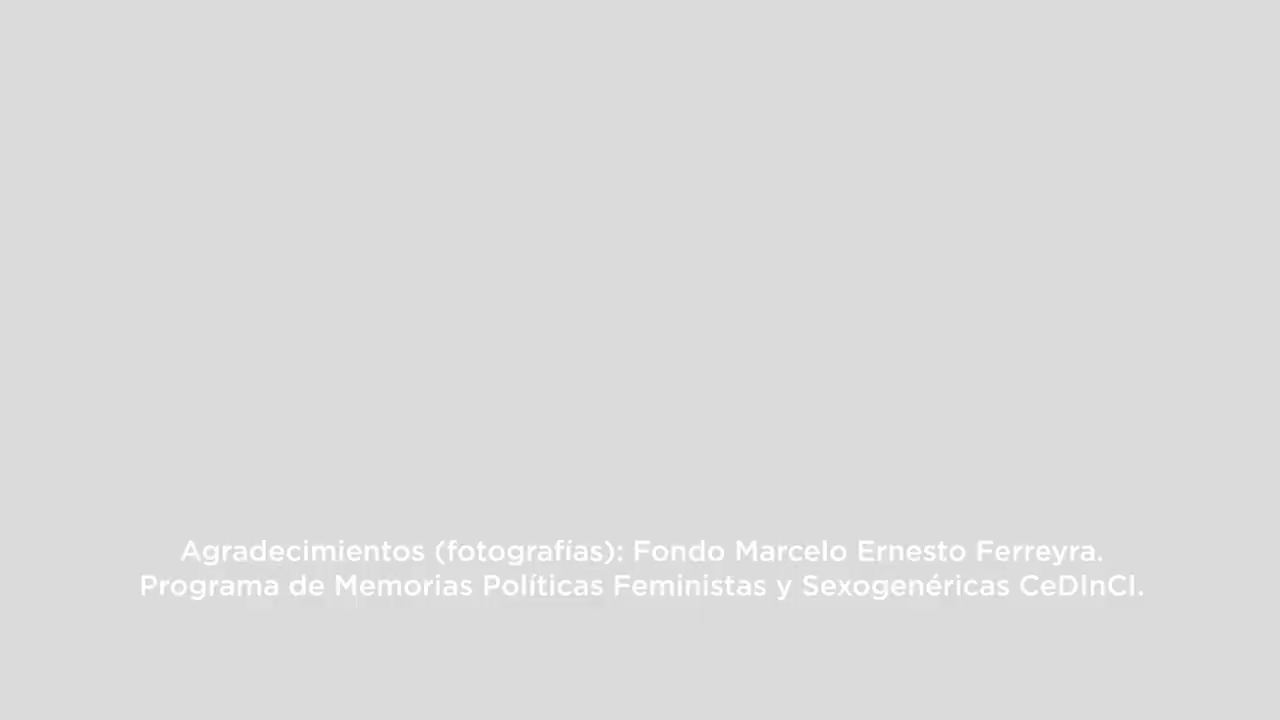 Agradecimientos (fotografías): Fondo Marcelo Ernesto Ferreyra.
Programa de Memorias Políticas Feministas y Sexogenéricas CeDInCI.